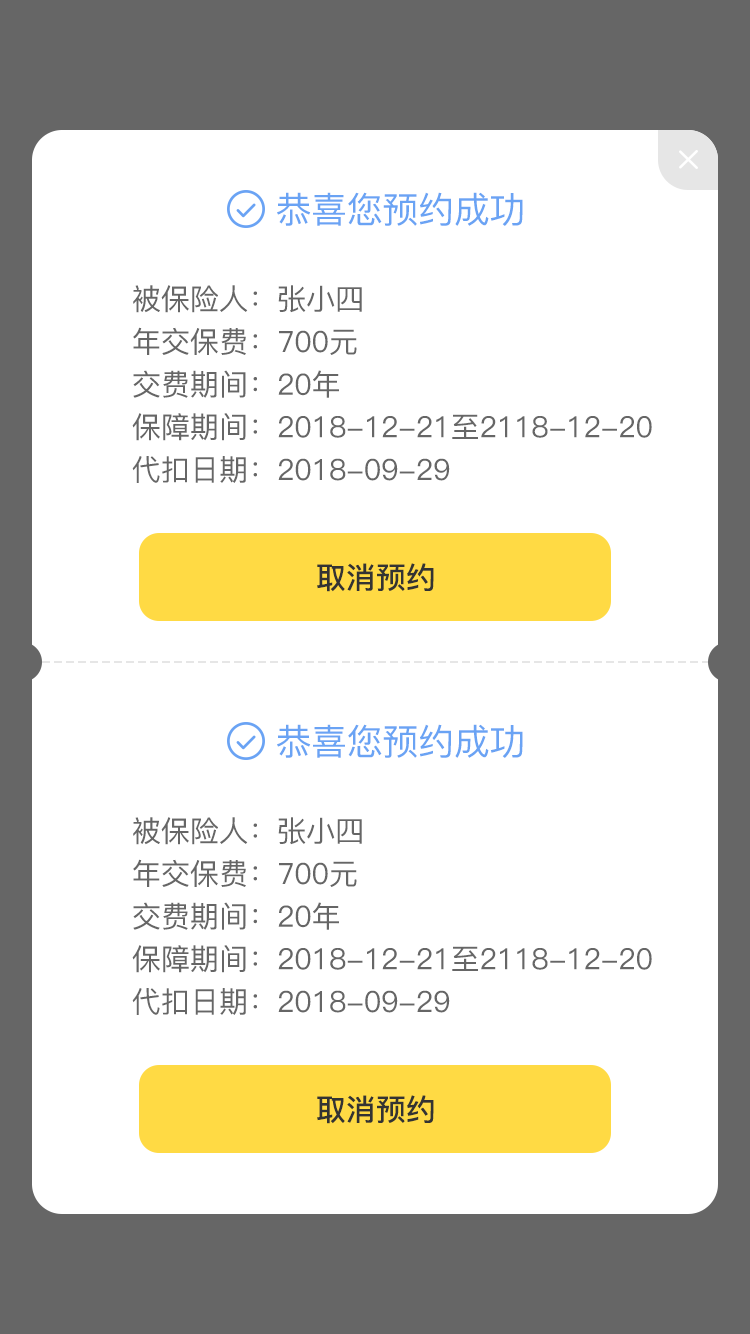 恭喜您预约成功
被保险人：张小四
年交保费：700元
交费期间：20年
保障期间：2018-12-21至2118-12-20
代扣日期：2018-09-29
取消预约
恭喜您预约成功
被保险人：张小四
年交保费：700元
交费期间：20年
保障期间：2018-12-21至2118-12-20
代扣日期：2018-09-29
取消预约